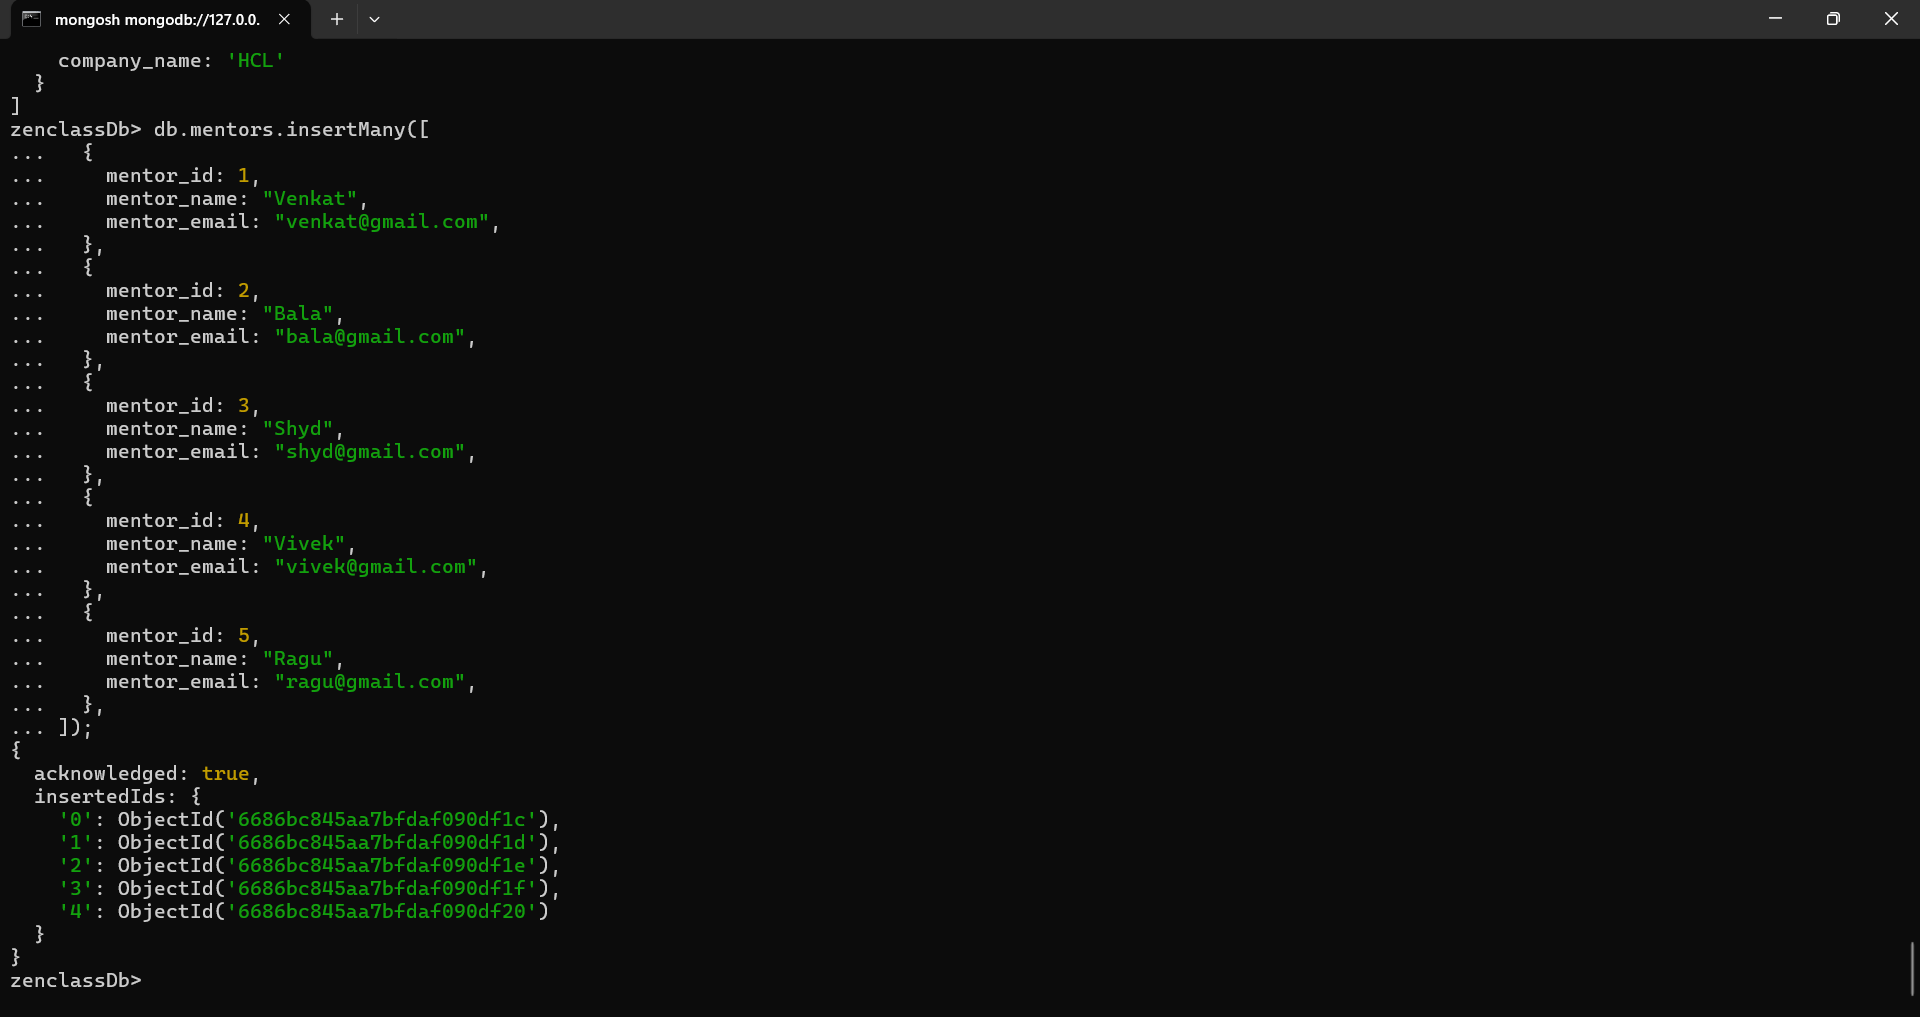 mongosh mongodb://127.0.0.
    company_name: 'HCL'
  }
]
zenclassDb> db.mentors.insertMany([
...   {
...     mentor_id: 1,
...     mentor_name: "Venkat",
...     mentor_email: "venkat@gmail.com",
...   },
...   {
...     mentor_id: 2,
...     mentor_name: "Bala",
...     mentor_email: "bala@gmail.com",
...   },
...   {
...     mentor_id: 3,
...     mentor_name: "Shyd",
...     mentor_email: "shyd@gmail.com",
...   },
...   {
...     mentor_id: 4,
...     mentor_name: "Vivek",
...     mentor_email: "vivek@gmail.com",
...   },
...   {
...     mentor_id: 5,
...     mentor_name: "Ragu",
...     mentor_email: "ragu@gmail.com",
...   },
... ]);
{
  acknowledged: true,
  insertedIds: {
    '0': ObjectId('6686bc845aa7bfdaf090df1c'),
    '1': ObjectId('6686bc845aa7bfdaf090df1d'),
    '2': ObjectId('6686bc845aa7bfdaf090df1e'),
    '3': ObjectId('6686bc845aa7bfdaf090df1f'),
    '4': ObjectId('6686bc845aa7bfdaf090df20')
  }
}
zenclassDb>